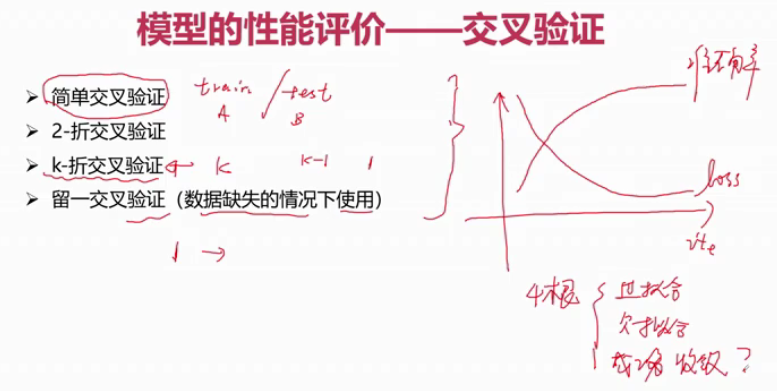 模型的性能评价——交叉验证
➢ 简单交叉验证 train / test
A B
➢ 2-折交叉验证
➢ k-折交叉验证 k k-1 1
➢ 留一交叉验证（数据缺失的情况下使用）
1 →
准确率
loss
ite
4根
过拟合
欠拟合
收敛？